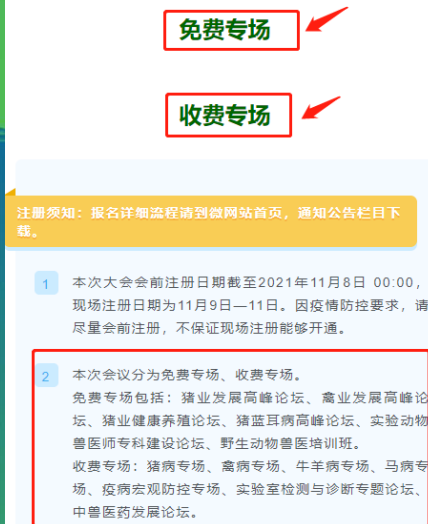 免费专场
收费专场
注册须知：报名详细流程请到微网站首页，通知公告栏目下
载。
1 本次大会会前注册日期截至2021年11月8日 00:00，
现场注册日期为11月9日—11日。因疫情防控要求，请
尽量会前注册，不保证现场注册能够开通。
2 本次会议分为免费专场、收费专场。
免费专场包括：猪业发展高峰论坛、禽业发展高峰论
坛、猪业健康养殖论坛、猪蓝耳病高峰论坛、实验动物
兽医师专科建设论坛、野生动物兽医培训班。
收费专场：猪病专场、禽病专场、牛羊病专场、马病专
场、疫病宏观防控专场、实验室检测与诊断专题论坛、
中兽医药发展论坛。